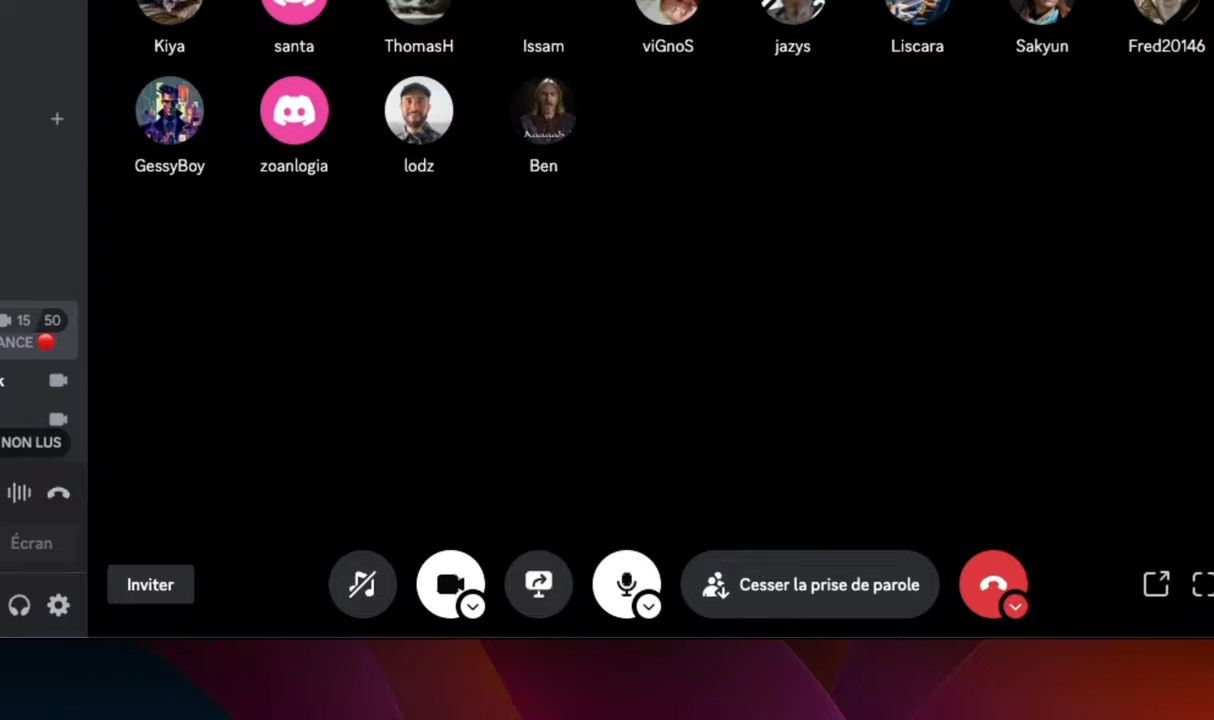 Kiya santa ThomasH Issam viGnoS jazys Liscara Sakyun Fred20146
GessyBoy zoanlogia lodz Ben
15 50
ANCE
k
NON LUS
Écran
Inviter
Cesser la prise de parole